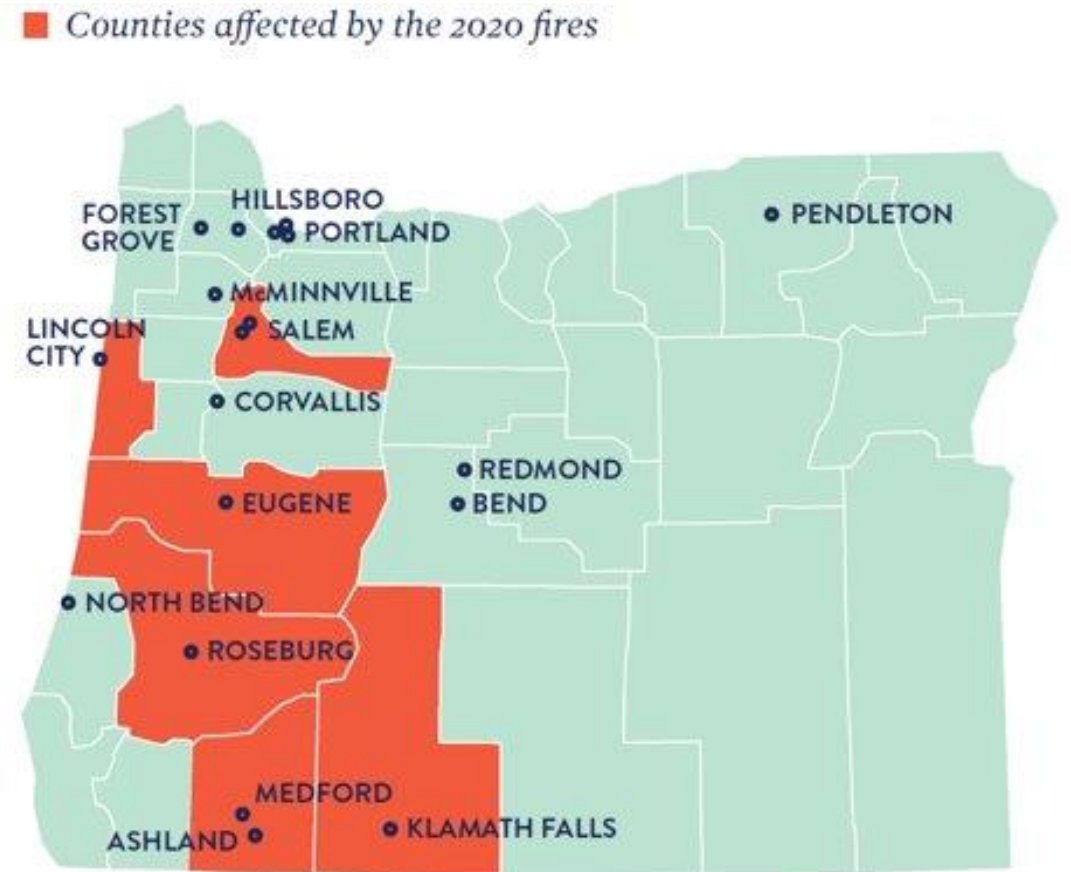 Counties affected by the 2020 fires
HILLSBORO
FOREST
GROVE
PORTLAND
PENDLETON
McMINNVILLE
LINCOLN
CITY
SALEM
CORVALLIS
REDMOND
BEND
EUGENE
NORTH BEND
ROSEBURG
MEDFORD
ASHLAND
KLAMATH FALLS